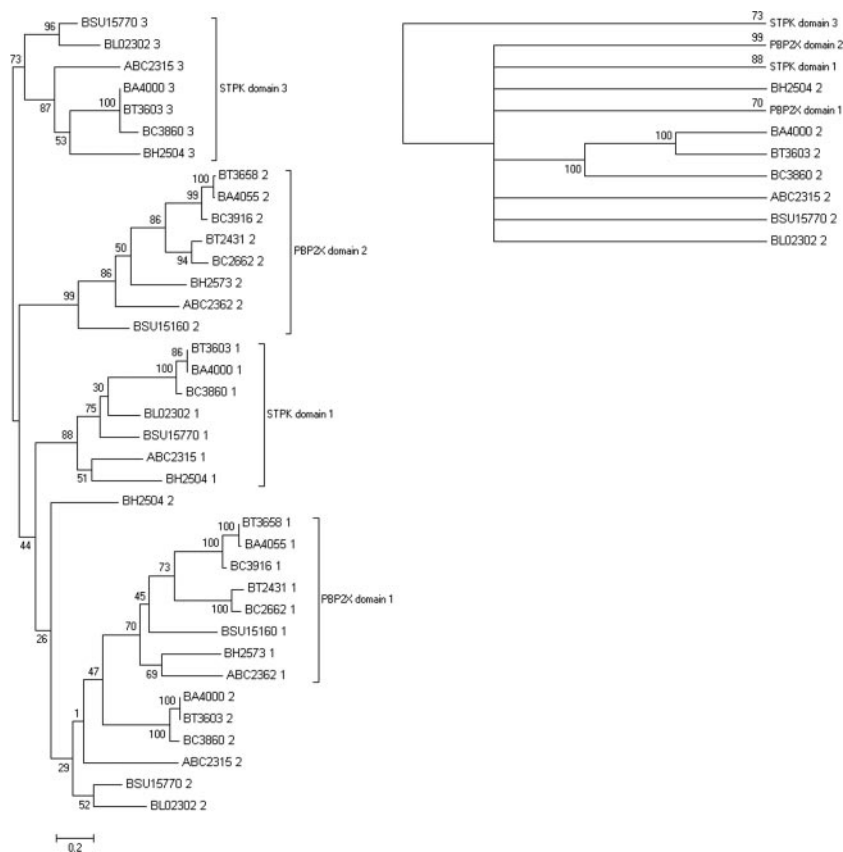 BSU15770 3
96
BL02302 3
73
ABC2315 3
STPK domain 3
BA4000 3
87
100
BT3603 3
BC3860 3
53
BH2504 3
BT3658 2
100
BA4055 2
99
BC3916 2
86
BT2431 2
50
PBP2X domain 2
94
BC2662 2
86
BH2573 2
99
ABC2362 2
BSU15160 2
BT3603 1
86
BA4000 1
100
BC3860 1
30
BL02302 1
STPK domain 1
75
BSU15770 1
88
ABC2315 1
51
BH2504 1
BH2504 2
44
BT3658 1
100
BA4055 1
100
BC3916 1
73
BT2431 1
PBP2X domain 1
100
BC2662 1
45
BSU15160 1
70
26
BH2573 1
69
ABC2362 1
47
BA4000 2
100
BT3603 2
1
100
BC3860 2
ABC2315 2
29
BSU15770 2
52
BL02302 2
0.2
73
STPK domain 3
99
PBP2X domain 2
88
STPK domain 1
BH2504 2
70
PBP2X domain 1
BA4000 2
100
BT3603 2
100
BC3860 2
ABC2315 2
BSU15770 2
BL02302 2